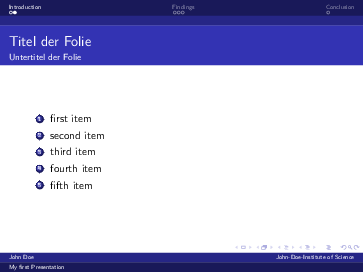 Introduction Findings Conclusion
Titel der Folie
Untertitel der Folie
1 first item
2 second item
3 third item
4 fourth item
5 fifth item
John Doe John-Doe-Institute of Science
My first Presentation